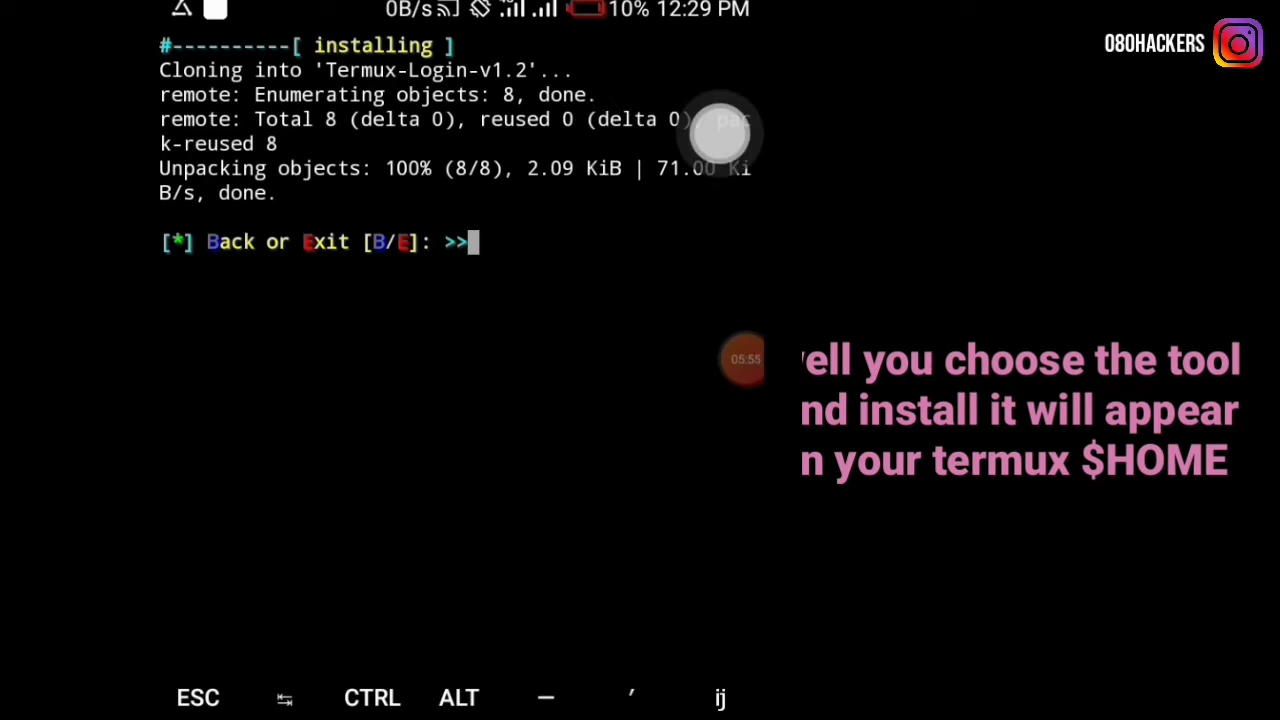 0B/s 10% 12:29 PM
080HACKERS
#----------[ installing ]
Cloning into 'Termux-Login-v1.2'...
remote: Enumerating objects: 8, done.
remote: Total 8 (delta 0), reused 0 (delta 0), pac
k-reused 8
Unpacking objects: 100% (8/8), 2.09 KiB | 71.00 Ki
B/s, done.
[*] Back or Exit [B/E]: >>
05:55
ell you choose the tool
nd install it will appear
n your termux $HOME
ESC CTRL ALT — ′ ij